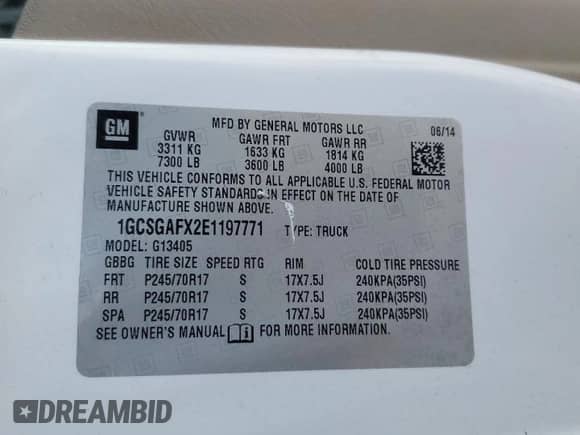 GM
MFD BY GENERAL MOTORS LLC 06/14
GVWR GAWR FRT GAWR RR
3311 KG 1633 KG 1814 KG
7300 LB 3600 LB 4000 LB
THIS VEHICLE CONFORMS TO ALL APPLICABLE U.S. FEDERAL MOTOR
VEHICLE SAFETY STANDARDS IN EFFECT ON THE DATE OF
MANUFACTURE SHOWN ABOVE.
1GCSGAFX2E1197771 TYPE: TRUCK
MODEL: G13405
GBBG TIRE SIZE SPEED RTG RIM COLD TIRE PRESSURE
FRT P245/70R17 S 17X7.5J 240KPA(35PSI)
RR P245/70R17 S 17X7.5J 240KPA(35PSI)
SPA P245/70R17 S 17X7.5J 240KPA(35PSI)
SEE OWNER'S MANUAL FOR MORE INFORMATION.
DREAMBID